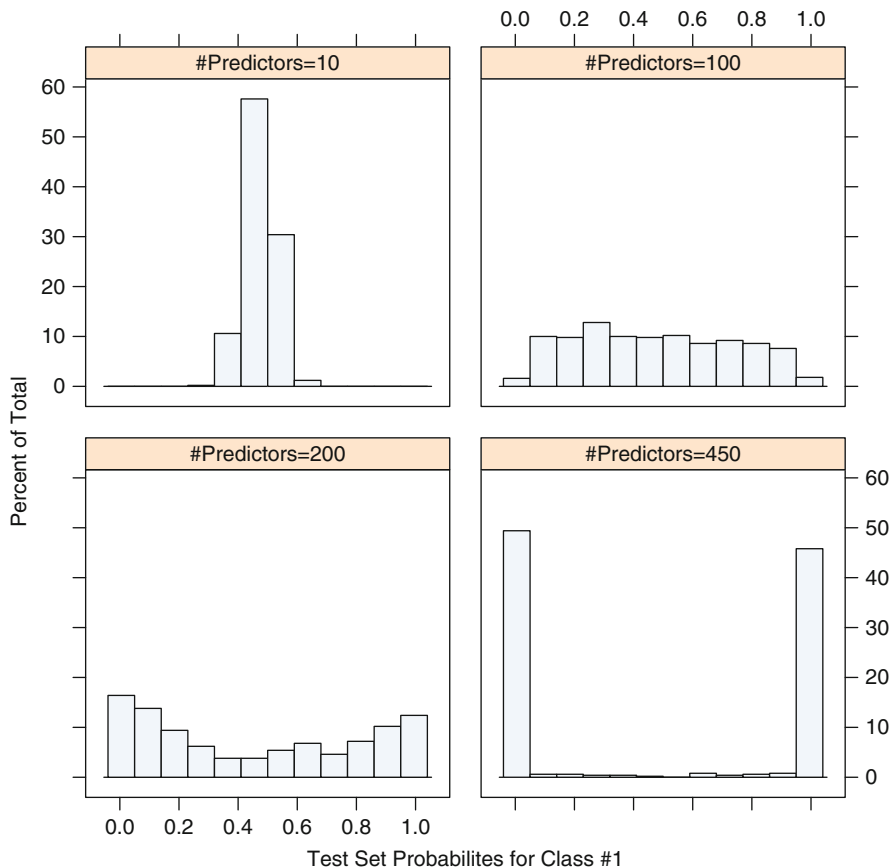 0.0 0.2 0.4 0.6 0.8 1.0
#Predictors=10
#Predictors=100
60
50
40
30
20
10
0
Percent of Total
#Predictors=200
#Predictors=450
60
50
40
30
20
10
0
0.0 0.2 0.4 0.6 0.8 1.0
Test Set Probabilites for Class #1